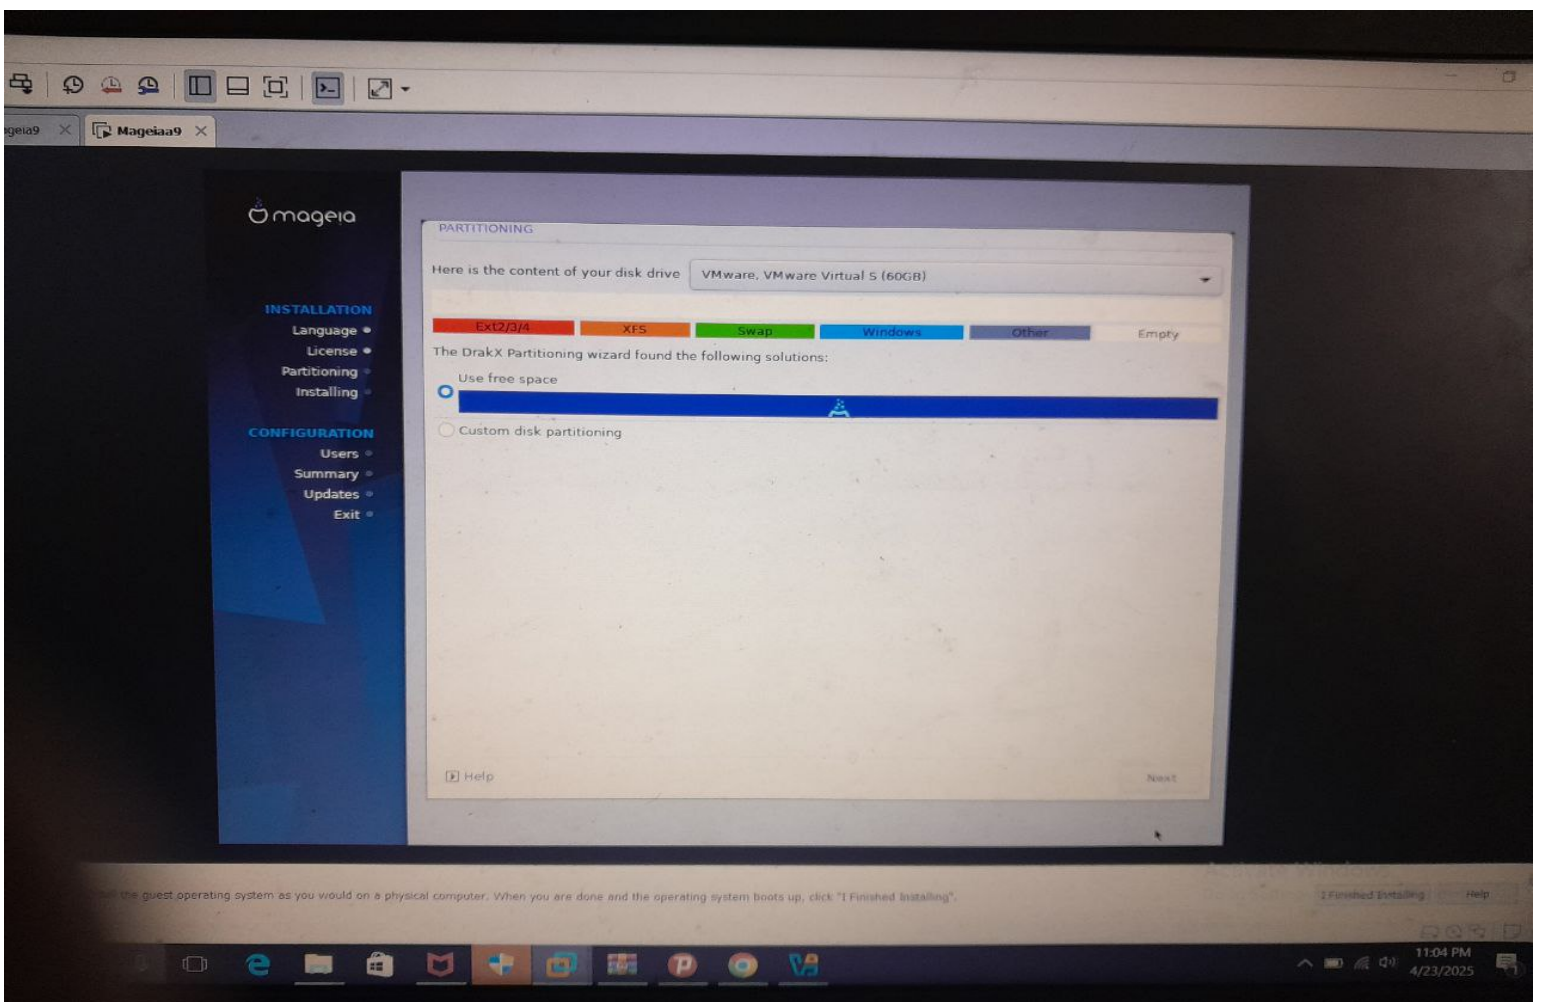 geia9
Mageiaa9
mageia
PARTITIONING
Here is the content of your disk drive
VMware, VMware Virtual S (60GB)
INSTALLATION
Language
License
Partitioning
Installing
CONFIGURATION
Users
Summary
Updates
Exit
Ext2/3/4 XFS Swap Windows Other Empty
The DrakX Partitioning wizard found the following solutions:
Use free space
Custom disk partitioning
Help
Next
Activate Windows
the guest operating system as you would on a physical computer. When you are done and the operating system boots up, click "I Finished Installing".
I Finished Installing
Help
11:04 PM
4/23/2025